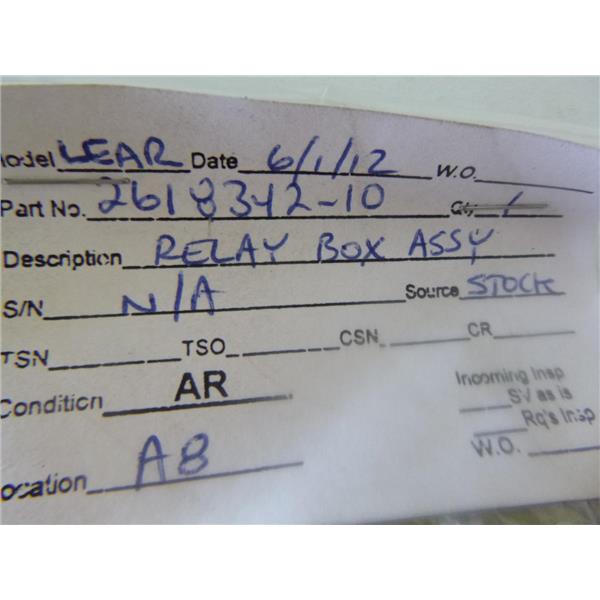 odel LEAR Date 6/1/12 W.O.
Part No. 2618342-10 Qty 1
Description RELAY BOX ASSY
S/N N/A Source STOCK
TSN TSO CSN CR
Condition AR
Incoming Insp
SV as is
Rq's Insp
W.O.
ocation A8